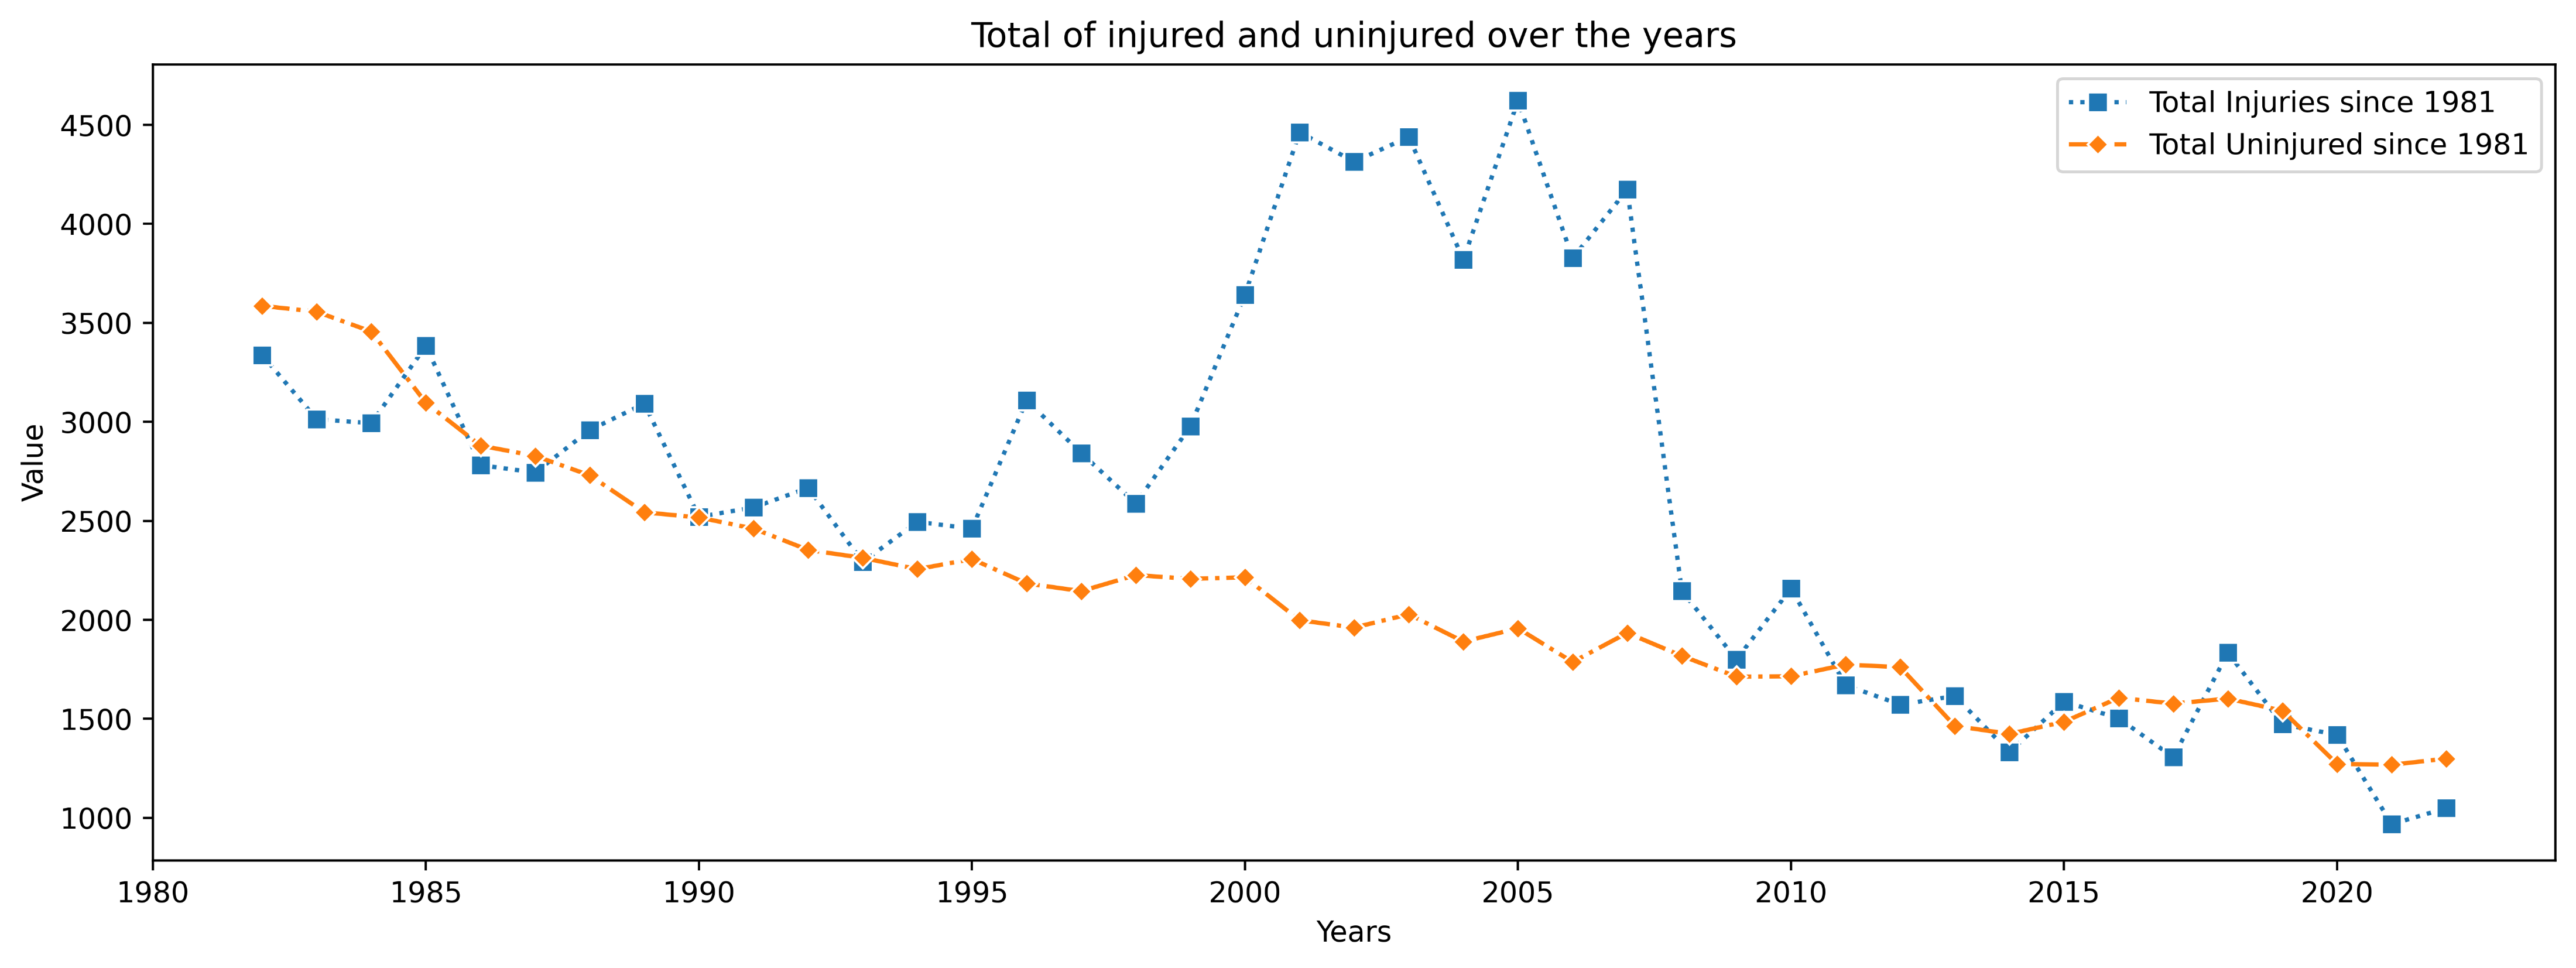 Total of injured and uninjured over the years
Total Injuries since 1981
Total Uninjured since 1981
Value
4500
4000
3500
3000
2500
2000
1500
1000
1980 1985 1990 1995 2000 2005 2010 2015 2020
Years